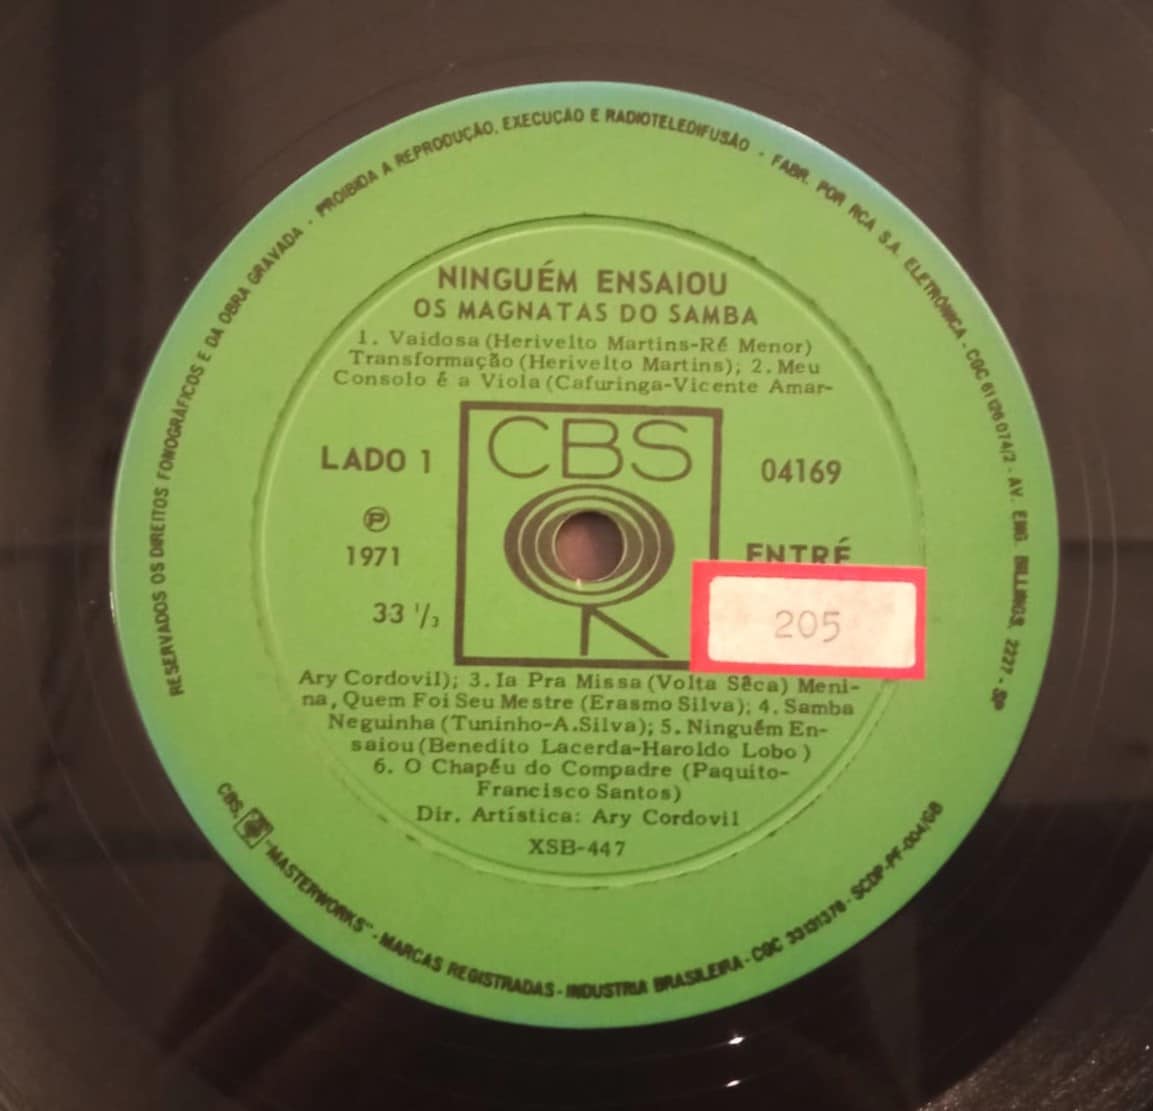 RESERVADOS OS DIREITOS FONOGRÁFICOS E DA OBRA GRAVADA - PROIBIDA A REPRODUÇÃO, EXECUÇÃO E RADIOTELEDIFUSÃO - FABR. POR RCA S.A. ELETRÔNICA - CGC 61126074/2 - AV. ENG. BILLINGS, 2227 - SP
NINGUÉM ENSAIOU
OS MAGNATAS DO SAMBA
1. Vaidosa (Herivelto Martins-Ré Menor)
Transformação (Herivelto Martins); 2. Meu
Consolo é a Viola (Cafuringa-Vicente Amar-
CBS
LADO 1
04169
℗
1971
ENTRÉ
33 1/3
205
Ary Cordovil); 3. Ia Pra Missa (Volta Sêca) Meni-
na, Quem Foi Seu Mestre (Erasmo Silva); 4. Samba
Neguinha (Tuninho-A. Silva); 5. Ninguém En-
saiou (Benedito Lacerda-Haroldo Lobo)
6. O Chapéu do Compadre (Paquito-
Francisco Santos)
Dir. Artística: Ary Cordovil
XSB-447
CBS, "MASTERWORKS" - MARCAS REGISTRADAS - INDUSTRIA BRASILEIRA - CGC 33131376 - SCDP-PF-004/GB